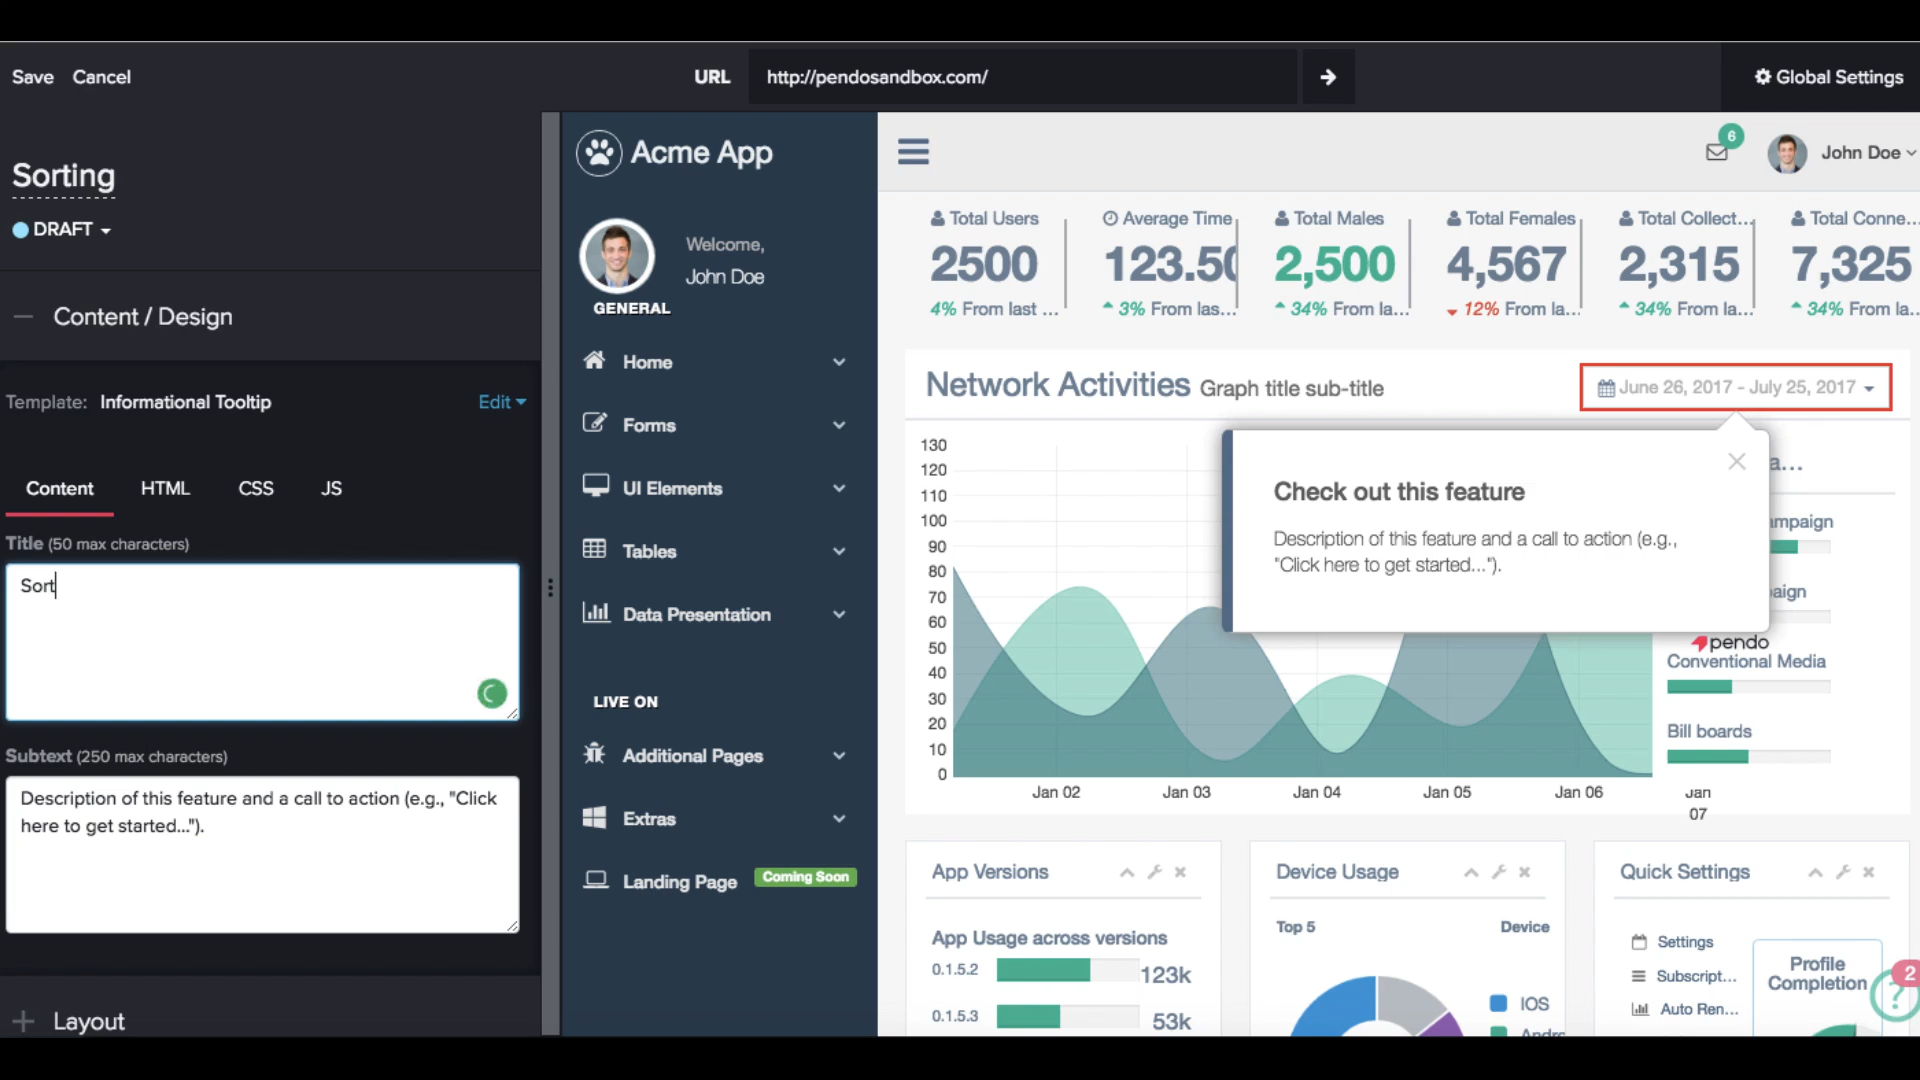 Save Cancel URL http://pendosandbox.com/ Global Settings
Sorting
DRAFT
Content / Design
Template: Informational Tooltip Edit
Content HTML CSS JS
Title (50 max characters)
Sort
Subtext (250 max characters)
Description of this feature and a call to action (e.g., "Click
here to get started...").
Layout
Acme App
Welcome,
John Doe
GENERAL
Home
Forms
UI Elements
Tables
Data Presentation
LIVE ON
Additional Pages
Extras
Landing Page Coming Soon
6 John Doe
Total Users Average Time Total Males Total Females Total Collect... Total Conne...
2500 123.50 2,500 4,567 2,315 7,325
4% From last ... 3% From las... 34% From la... 12% From la... 34% From la... 34% From la...
Network Activities Graph title sub-title June 26, 2017 - July 25, 2017
130
120
110
100
90
80
70
60
50
40
30
20
10
0
Jan 02 Jan 03 Jan 04 Jan 05 Jan 06 Jan
07
Check out this feature
Description of this feature and a call to action (e.g.,
"Click here to get started...").
a...
mpaign
aign
pendo
Conventional Media
Bill boards
App Versions
App Usage across versions
0.1.5.2 123k
0.1.5.3 53k
Device Usage
Top 5 Device
IOS
Quick Settings
Settings
Subscript...
Auto Ren...
Profile
Completion
2
?